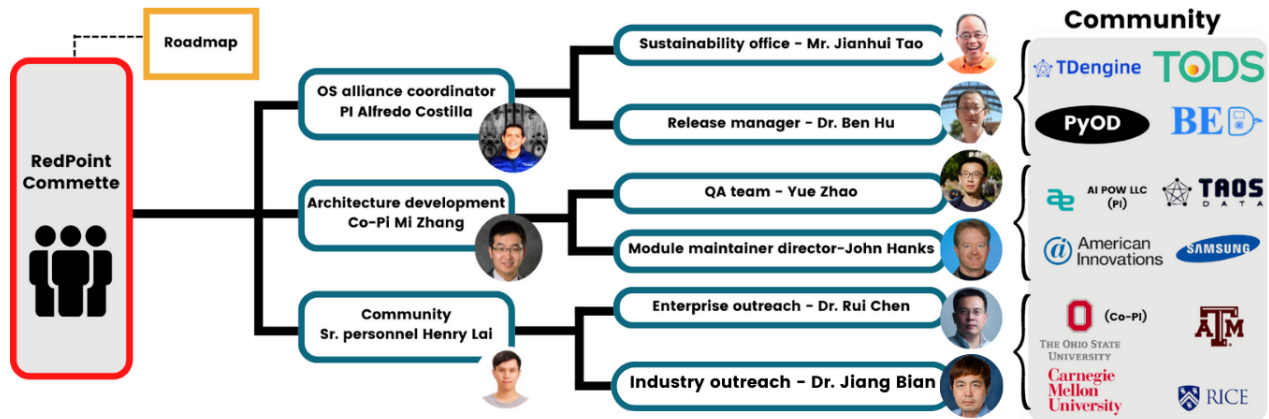 Community
Roadmap
RedPoint
Commette
OS alliance coordinator
PI Alfredo Costilla
Architecture development
Co-Pi Mi Zhang
Community
Sr. personnel Henry Lai
Sustainability office - Mr. Jianhui Tao
Release manager - Dr. Ben Hu
QA team - Yue Zhao
Module maintainer director-John Hanks
Enterprise outreach - Dr. Rui Chen
Industry outreach - Dr. Jiang Bian
TDengine
TODS
PyOD
BED
AI POW LLC
(PI)
TAOS
DATA
American
Innovations
SAMSUNG
(Co-PI)
THE OHIO STATE
UNIVERSITY
ATM
Carnegie
Mellon
University
RICE